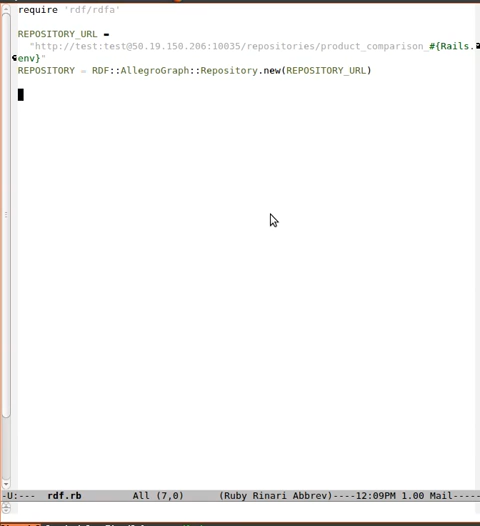 require 'rdf/rdfa'
REPOSITORY_URL =
"http://test:test@50.19.150.206:10035/repositories/product_comparison_#{Rails.
env}"
REPOSITORY = RDF::AllegroGraph::Repository.new(REPOSITORY_URL)
-U:--- rdf.rb All (7,0) (Ruby Rinari Abbrev)----12:09PM 1.00 Mail-----